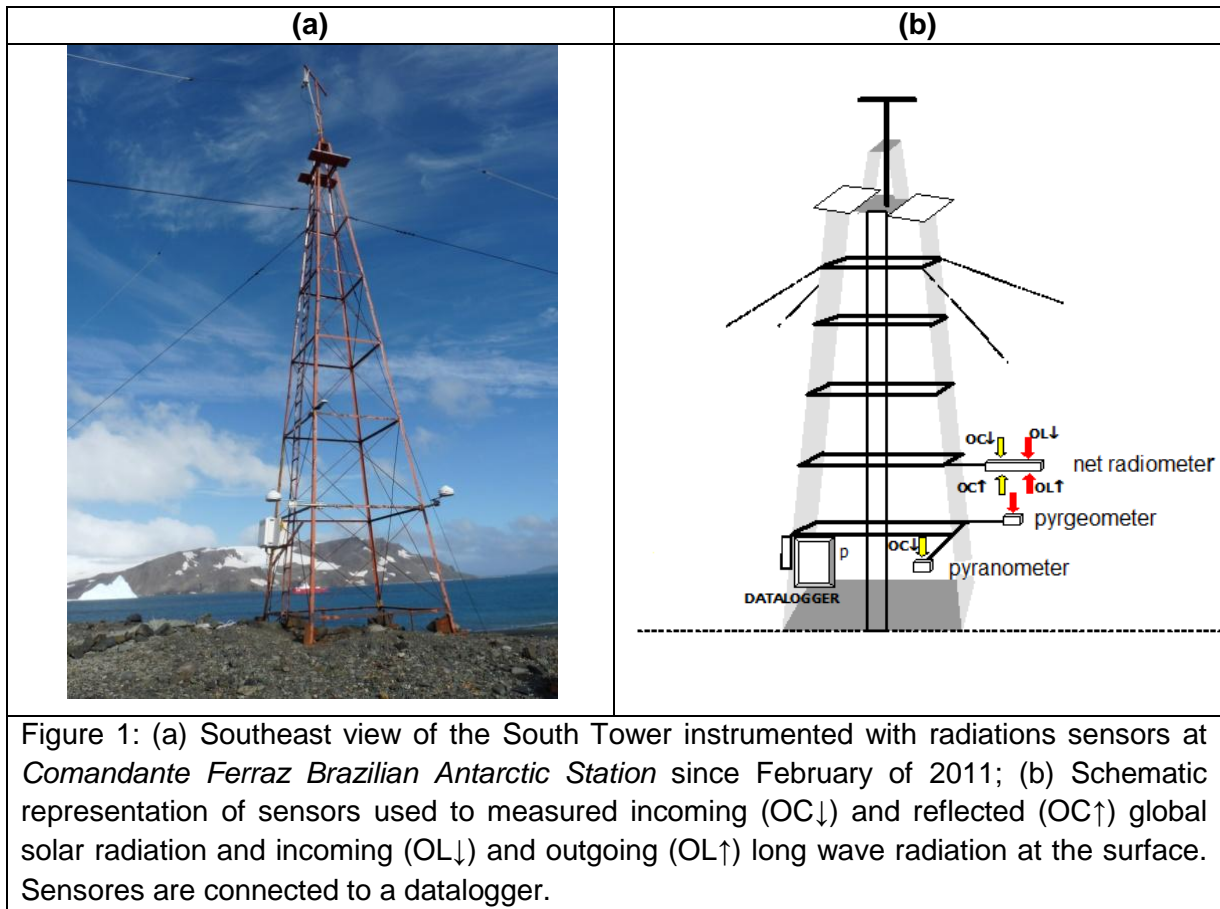 (a)
(b)
OC↓
OL↓
net radiometer
OC↑
OL↑
pyrgeometer
p
OC↓
pyranometer
DATALOGGER
Figure 1: (a) Southeast view of the South Tower instrumented with radiations sensors at
Comandante Ferraz Brazilian Antarctic Station since February of 2011; (b) Schematic
representation of sensors used to measured incoming (OC↓) and reflected (OC↑) global
solar radiation and incoming (OL↓) and outgoing (OL↑) long wave radiation at the surface.
Sensores are connected to a datalogger.